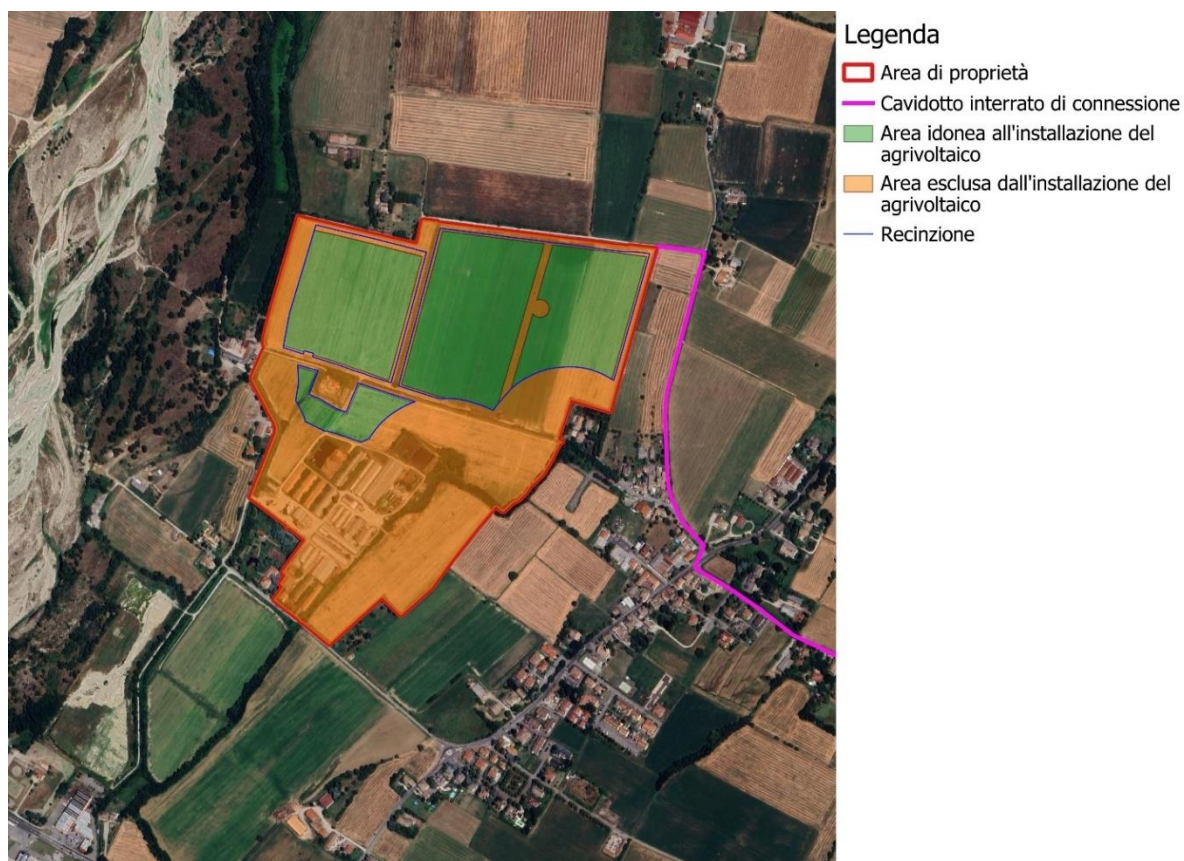 Legenda
Area di proprietà
Cavidotto interrato di connessione
Area idonea all'installazione del
agrivoltaico
Area esclusa dall'installazione del
agrivoltaico
Recinzione